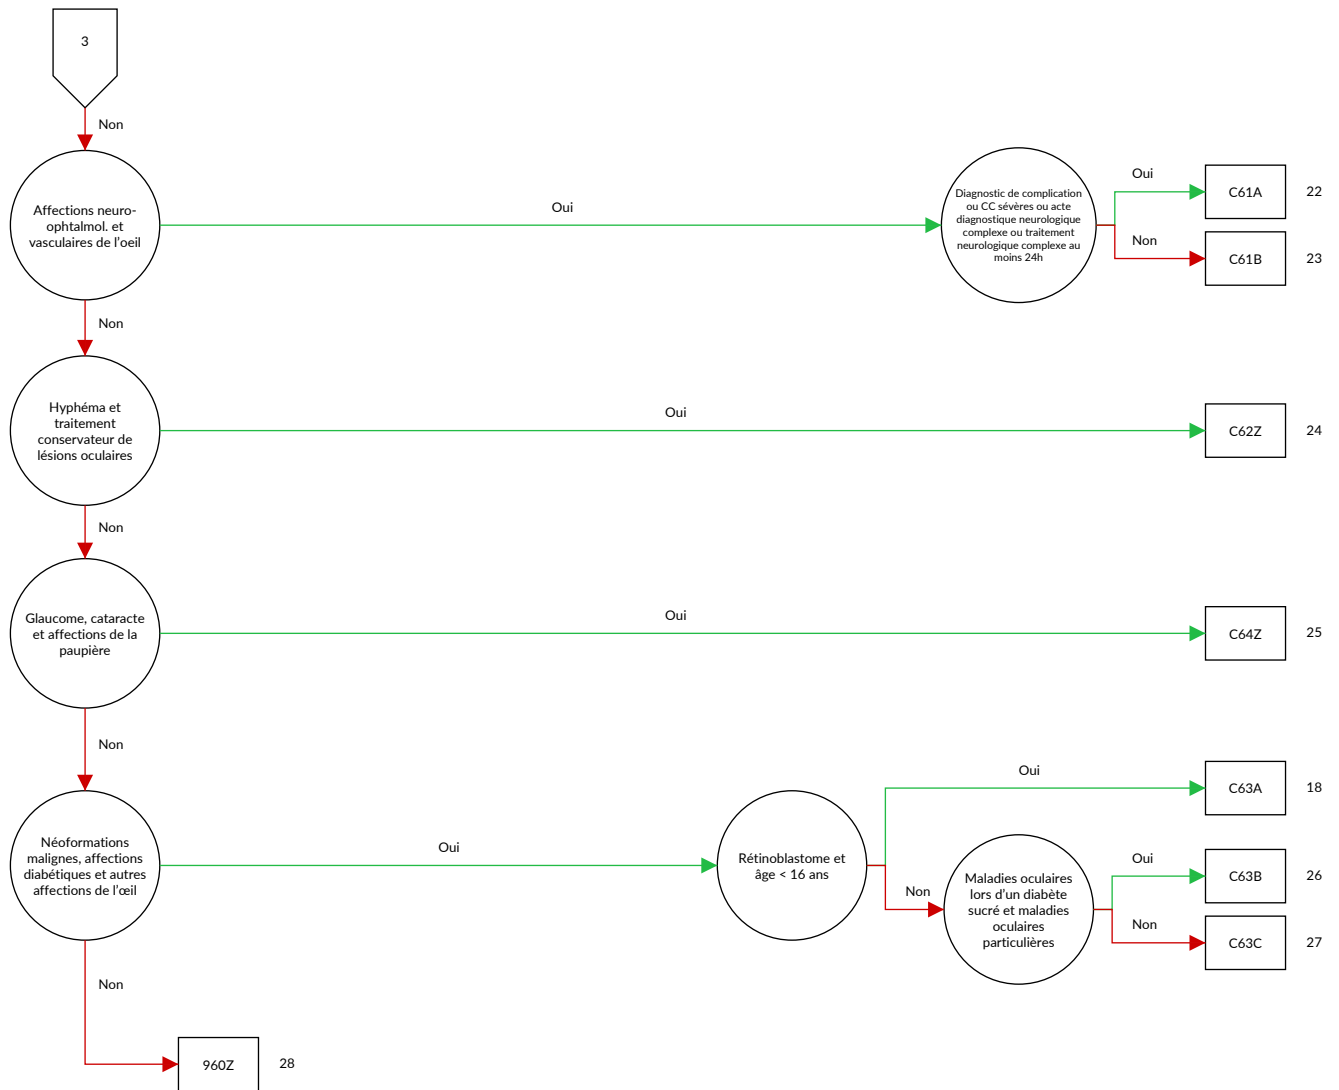 3
Non
Affections neuro-
ophtalmol. et
vasculaires de l'oeil
Oui
Diagnostic de complication
ou CC sévères ou acte
diagnostique neurologique
complexe ou traitement
neurologique complexe au
moins 24h
Oui
C61A
22
Non
C61B
23
Non
Hyphéma et
traitement
conservateur de
lésions oculaires
Oui
C62Z
24
Non
Glaucome, cataracte
et affections de la
paupière
Oui
C64Z
25
Non
Néoformations
malignes, affections
diabétiques et autres
affections de l'œil
Oui
Rétinoblastome et
âge < 16 ans
Oui
C63A
18
Non
Maladies oculaires
lors d'un diabète
sucré et maladies
oculaires
particulières
Oui
C63B
26
Non
C63C
27
Non
960Z
28